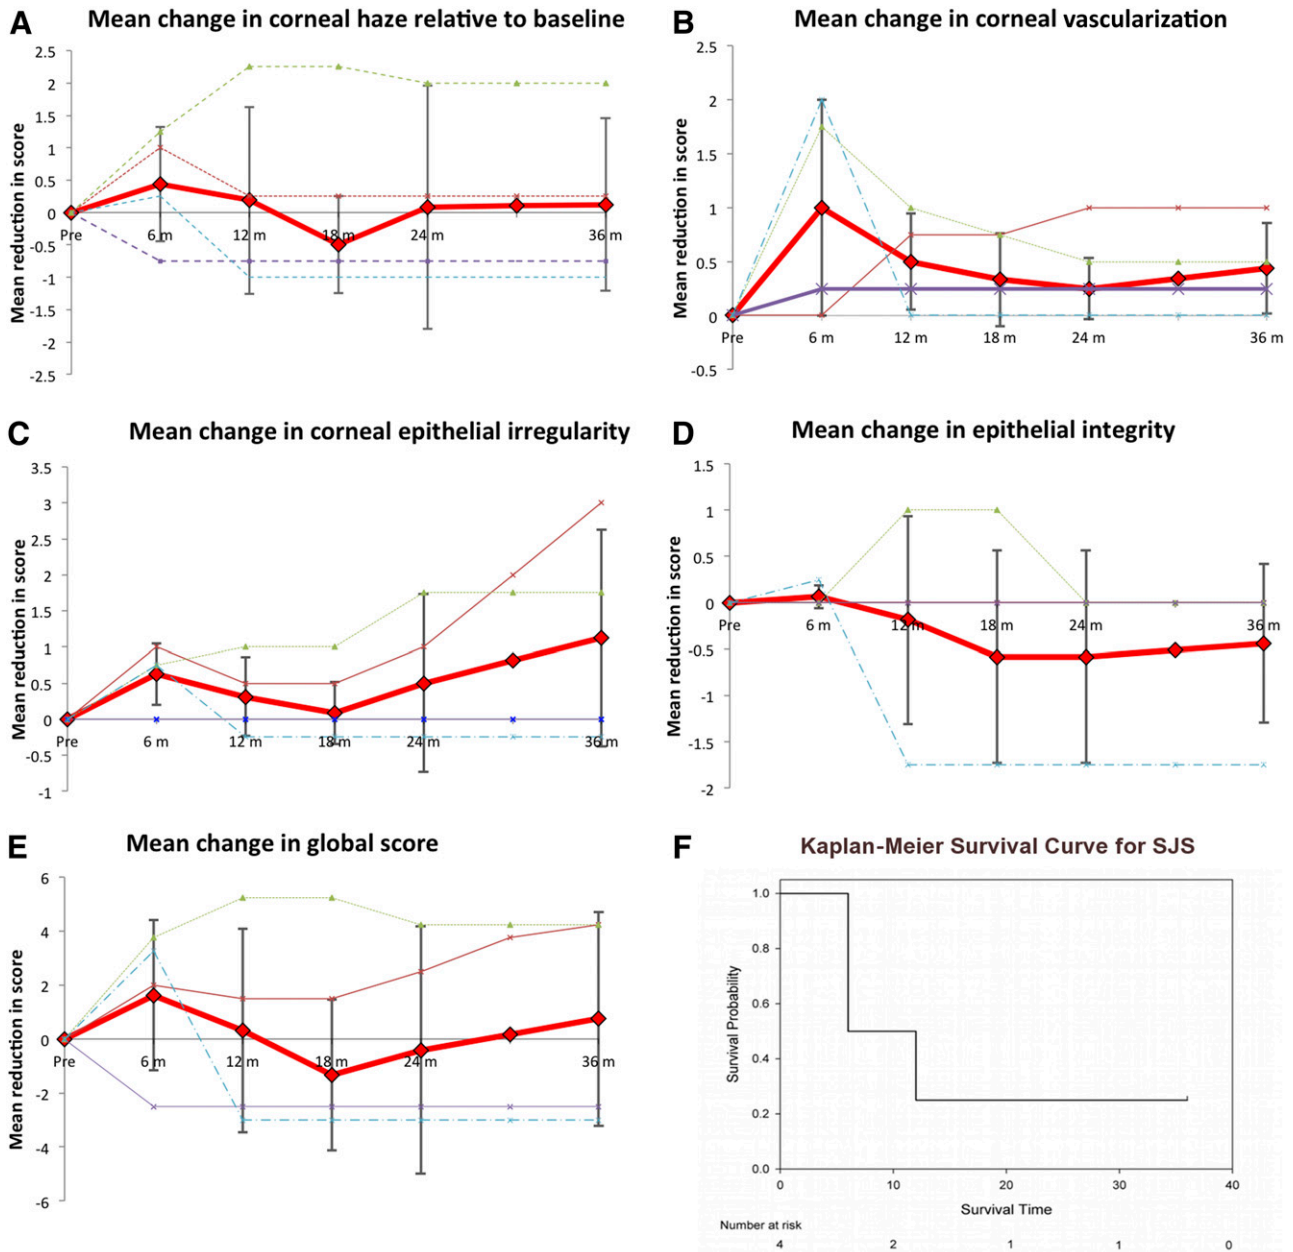 A
Mean change in corneal haze relative to baseline
Mean reduction in score
2.5
2
1.5
1
0.5
0
-0.5
-1
-1.5
-2
-2.5
Pre 6 m 12 m 18 m 24 m 36 m
B
Mean change in corneal vascularization
Mean reduction in score
2.5
2
1.5
1
0.5
0
-0.5
Pre 6 m 12 m 18 m 24 m 36 m
C
Mean change in corneal epithelial irregularity
Mean reduction in score
3.5
3
2.5
2
1.5
1
0.5
0
-0.5
-1
Pre 6 m 12 m 18 m 24 m 36 m
D
Mean change in epithelial integrity
Mean reduction in score
1.5
1
0.5
0
-0.5
-1
-1.5
-2
Pre 6 m 12 m 18 m 24 m 36 m
E
Mean change in global score
Mean reduction in score
6
4
2
0
-2
-4
-6
Pre 6 m 12 m 18 m 24 m 36 m
F
Kaplan-Meier Survival Curve for SJS
Survival Probability
1.0
0.8
0.6
0.4
0.2
0.0
0 10 20 30 40
Survival Time
Number at risk
4 2 1 1 0